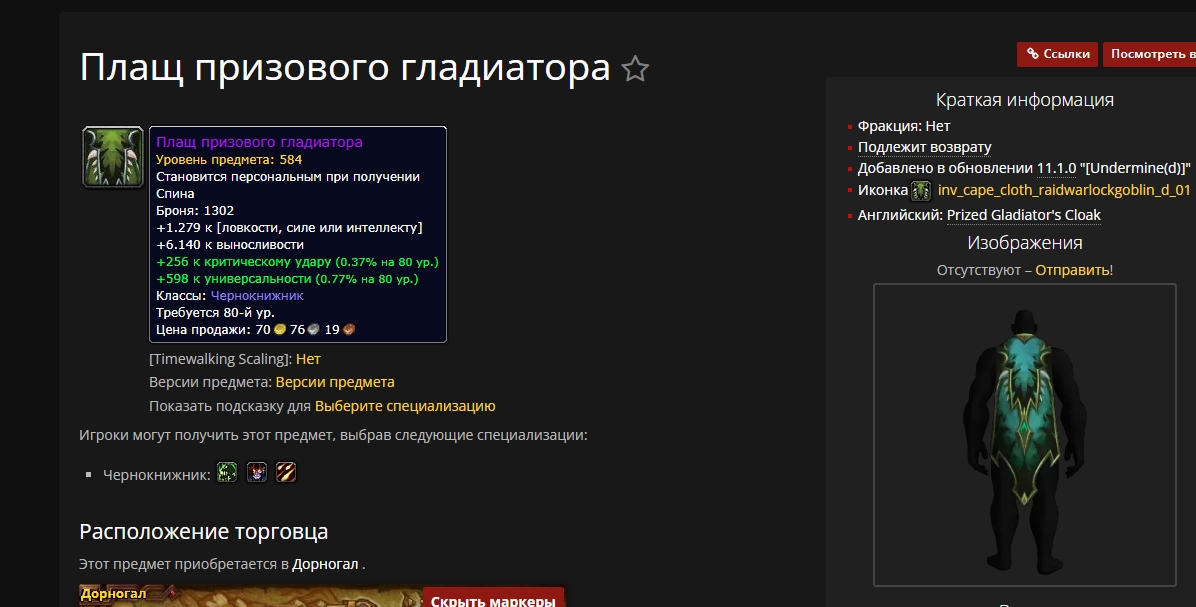 Плащ призового гладиатора
Плащ призового гладиатора
Уровень предмета: 584
Становится персональным при получении
Спина
Броня: 1302
+1.279 к [ловкости, силе или интеллекту]
+6.140 к выносливости
+256 к критическому удару (0.37% на 80 ур.)
+598 к универсальности (0.77% на 80 ур.)
Классы: Чернокнижник
Требуется 80-й ур.
Цена продажи: 70 76 19
[Timewalking Scaling]: Нет
Версии предмета: Версии предмета
Показать подсказку для Выберите специализацию
Игроки могут получить этот предмет, выбрав следующие специализации:
Чернокнижник:
Расположение торговца
Этот предмет приобретается в Дорногал .
Дорногал
Скрыть маркеры
Ссылки
Посмотреть в
Краткая информация
Фракция: Нет
Подлежит возврату
Добавлено в обновлении 11.1.0 "[Undermine(d)]"
Иконка inv_cape_cloth_raidwarlockgoblin_d_01
Английский: Prized Gladiator's Cloak
Изображения
Отсутствуют – Отправить!